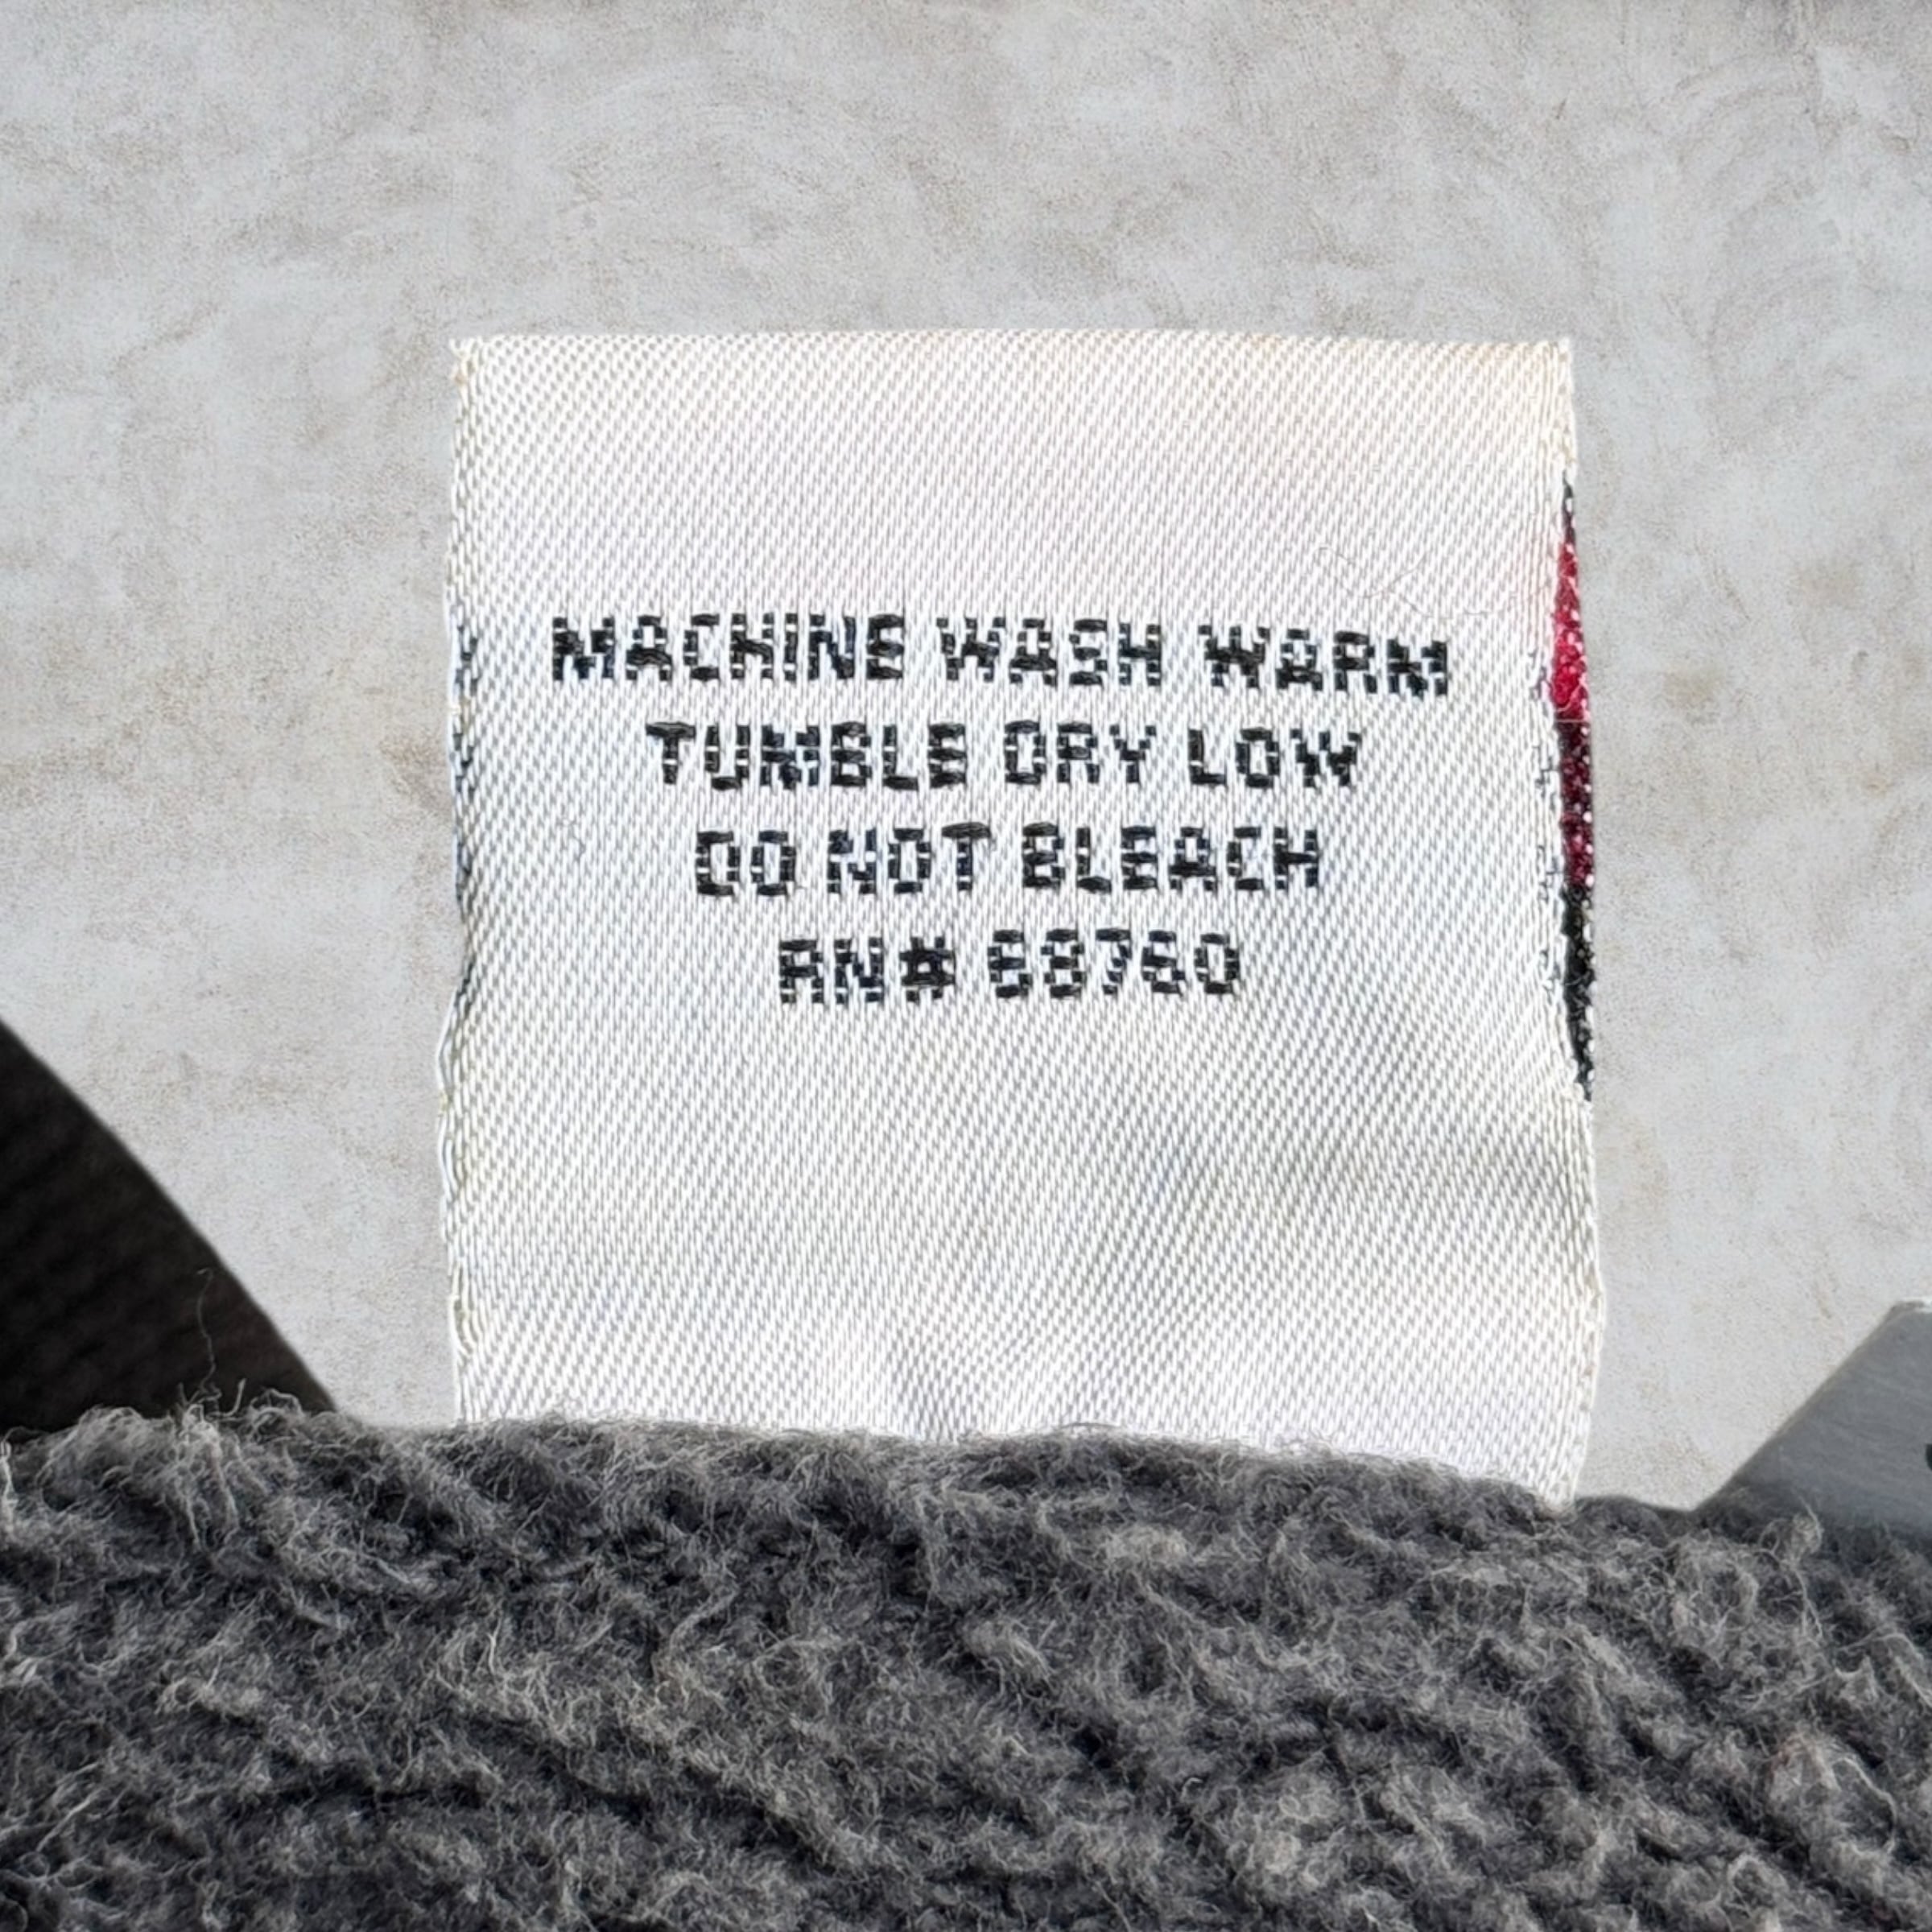 MACHINE WASH WARM
TUMBLE DRY LOW
DO NOT BLEACH
RN# 68760